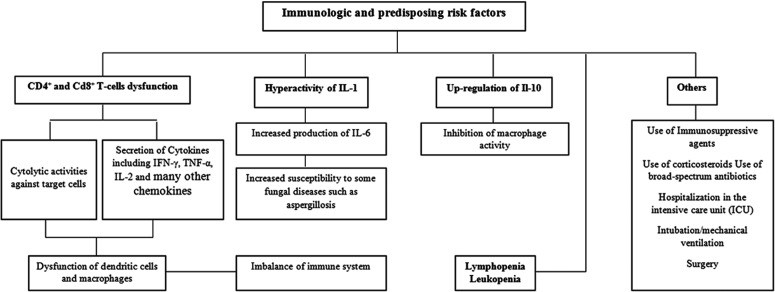 Immunologic and predisposing risk factors
CD4+ and Cd8+ T-cells dysfunction
Hyperactivity of IL-1
Up-regulation of Il-10
Others
Cytolytic activities
against target cells
Secretion of Cytokines
including IFN-γ, TNF-α,
IL-2 and many other
chemokines
Increased production of IL-6
Increased susceptibility to some
fungal diseases such as
aspergillosis
Inhibition of macrophage
activity
Use of Immunosuppressive
agents
Use of corticosteroids Use of
broad-spectrum antibiotics
Hospitalization in the
intensive care unit (ICU)
Intubation/mechanical
ventilation
Surgery
Dysfunction of dendritic cells
and macrophages
Imbalance of immune system
Lymphopenia
Leukopenia